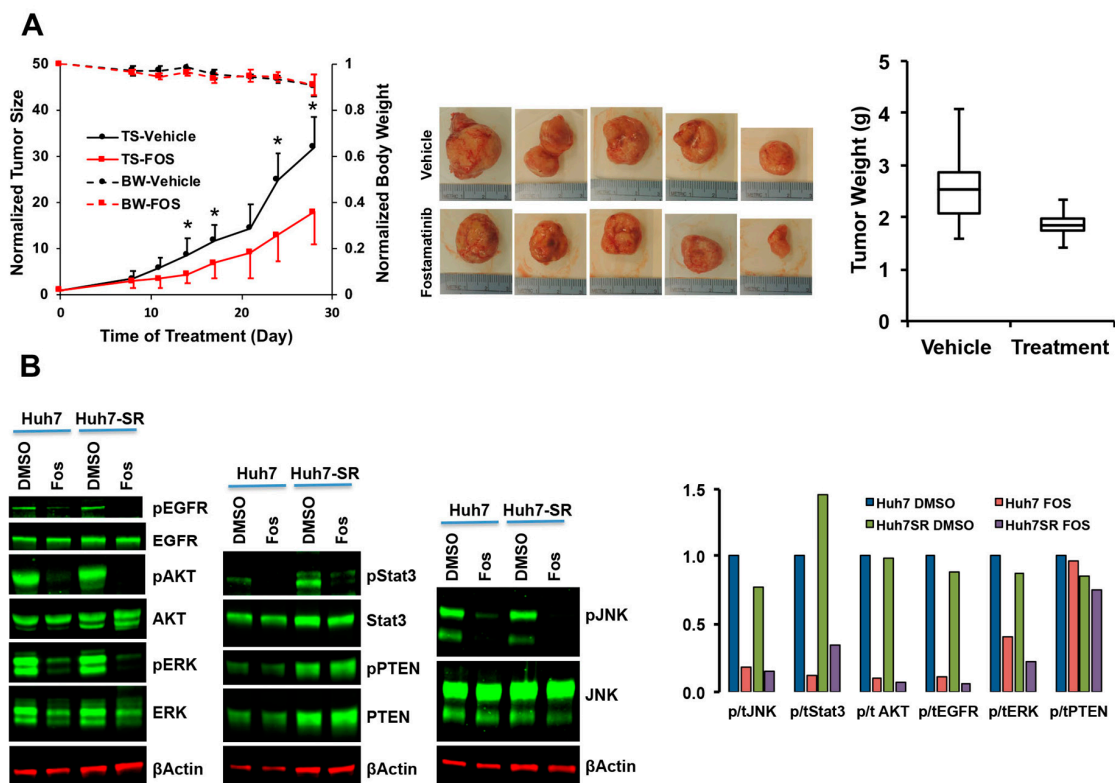 A
50
40
30
20
10
0
Normalized Tumor Size
0
10
20
30
Time of Treatment (Day)
1
0.8
0.6
0.4
0.2
0
Normalized Body Weight
TS-Vehicle
TS-FOS
BW-Vehicle
BW-FOS
*
*
*
*
Vehicle
Fostamatinib
5
4
3
2
1
0
Tumor Weight (g)
Vehicle Treatment
B
Huh7 Huh7-SR
DMSO Fos DMSO Fos
pEGFR
EGFR
pAKT
AKT
pERK
ERK
βActin
Huh7 Huh7-SR
DMSO Fos DMSO Fos
pStat3
Stat3
pPTEN
PTEN
βActin
Huh7 Huh7-SR
DMSO Fos DMSO Fos
pJNK
JNK
βActin
1.5
1.0
0.5
0.0
Huh7 DMSO Huh7 FOS
Huh7SR DMSO Huh7SR FOS
p/tJNK p/tStat3 p/t AKT p/tEGFR p/tERK p/tPTEN